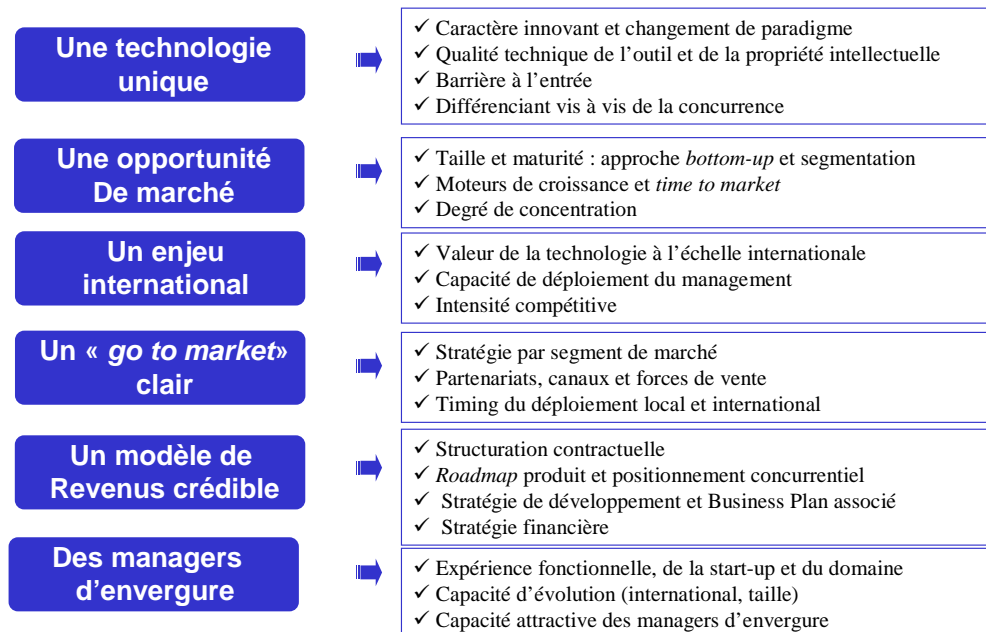 Une technologie
unique
✓ Caractère innovant et changement de paradigme
✓ Qualité technique de l'outil et de la propriété intellectuelle
✓ Barrière à l'entrée
✓ Différenciant vis à vis de la concurrence
Une opportunité
De marché
✓ Taille et maturité : approche bottom-up et segmentation
✓ Moteurs de croissance et time to market
✓ Degré de concentration
Un enjeu
international
✓ Valeur de la technologie à l'échelle internationale
✓ Capacité de déploiement du management
✓ Intensité compétitive
Un « go to market»
clair
✓ Stratégie par segment de marché
✓ Partenariats, canaux et forces de vente
✓ Timing du déploiement local et international
Un modèle de
Revenus crédible
✓ Structuration contractuelle
✓ Roadmap produit et positionnement concurrentiel
✓ Stratégie de développement et Business Plan associé
✓ Stratégie financière
Des managers
d'envergure
✓ Expérience fonctionnelle, de la start-up et du domaine
✓ Capacité d'évolution (international, taille)
✓ Capacité attractive des managers d'envergure